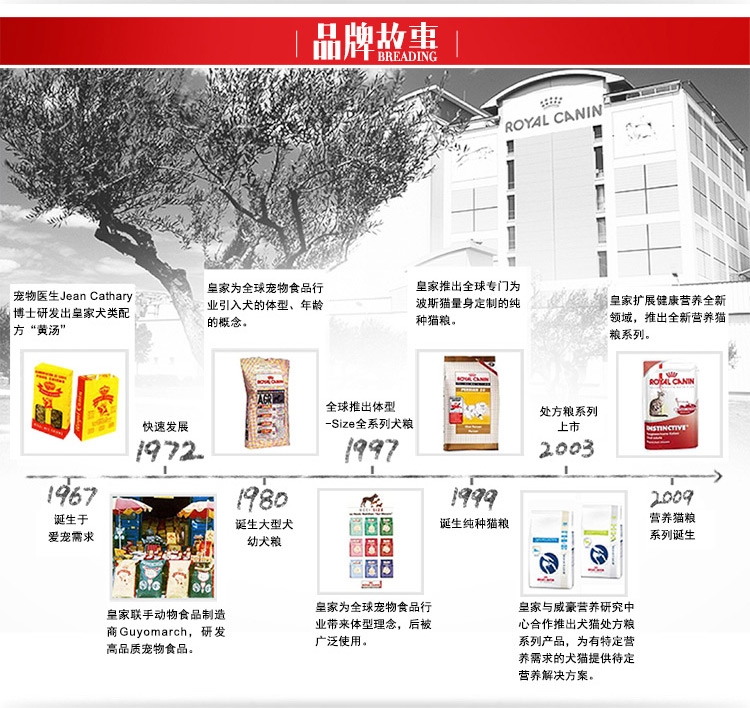 品牌故事
BREADING
ROYAL CANIN
宠物医生Jean Cathary
博士研发出皇家犬类配
方“黄汤”
皇家为全球宠物食品行
业引入犬的体型、年龄
的概念。
皇家推出全球专门为
波斯猫量身定制的纯
种猫粮。
皇家扩展健康营养全新
领域，推出全新营养猫
粮系列。
ROYAL CANIN
AGR
ROYAL CANIN
ROYAL CANIN
INSTINCTIVE
快速发展
1972
全球推出体型
-Size全系列犬粮
1997
处方粮系列
上市
2003
1967
诞生于
爱宠需求
1980
诞生大型犬
幼犬粮
1999
诞生纯种猫粮
2009
营养猫粮
系列诞生
皇家联手动物食品制造
商Guyomarch，研发
高品质宠物食品。
皇家为全球宠物食品行
业带来体型理念，后被
广泛使用。
皇家与威豪营养研究中
心合作推出犬猫处方粮
系列产品，为有特定营
养需求的犬猫提供待定
营养解决方案。